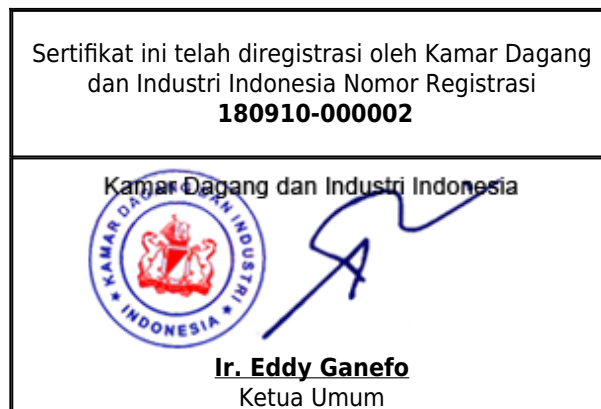 Sertifikat ini telah diregistrasi oleh Kamar Dagang
dan Industri Indonesia Nomor Registrasi
180910-000002
Kamar Dagang dan Industri Indonesia
KAMAR DAGANG DAN INDUSTRI
INDONESIA
Ir. Eddy Ganefo
Ketua Umum